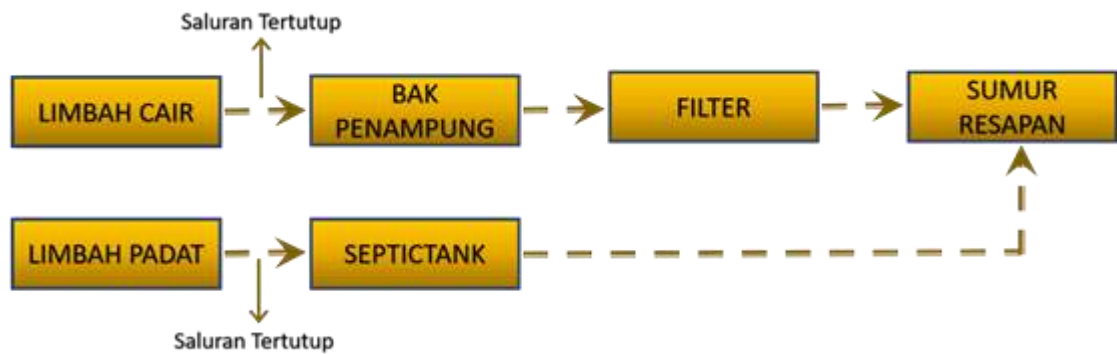 Saluran Tertutup
LIMBAH CAIR
BAK
PENAMPUNG
FILTER
SUMUR
RESAPAN
LIMBAH PADAT
SEPTICTANK
Saluran Tertutup